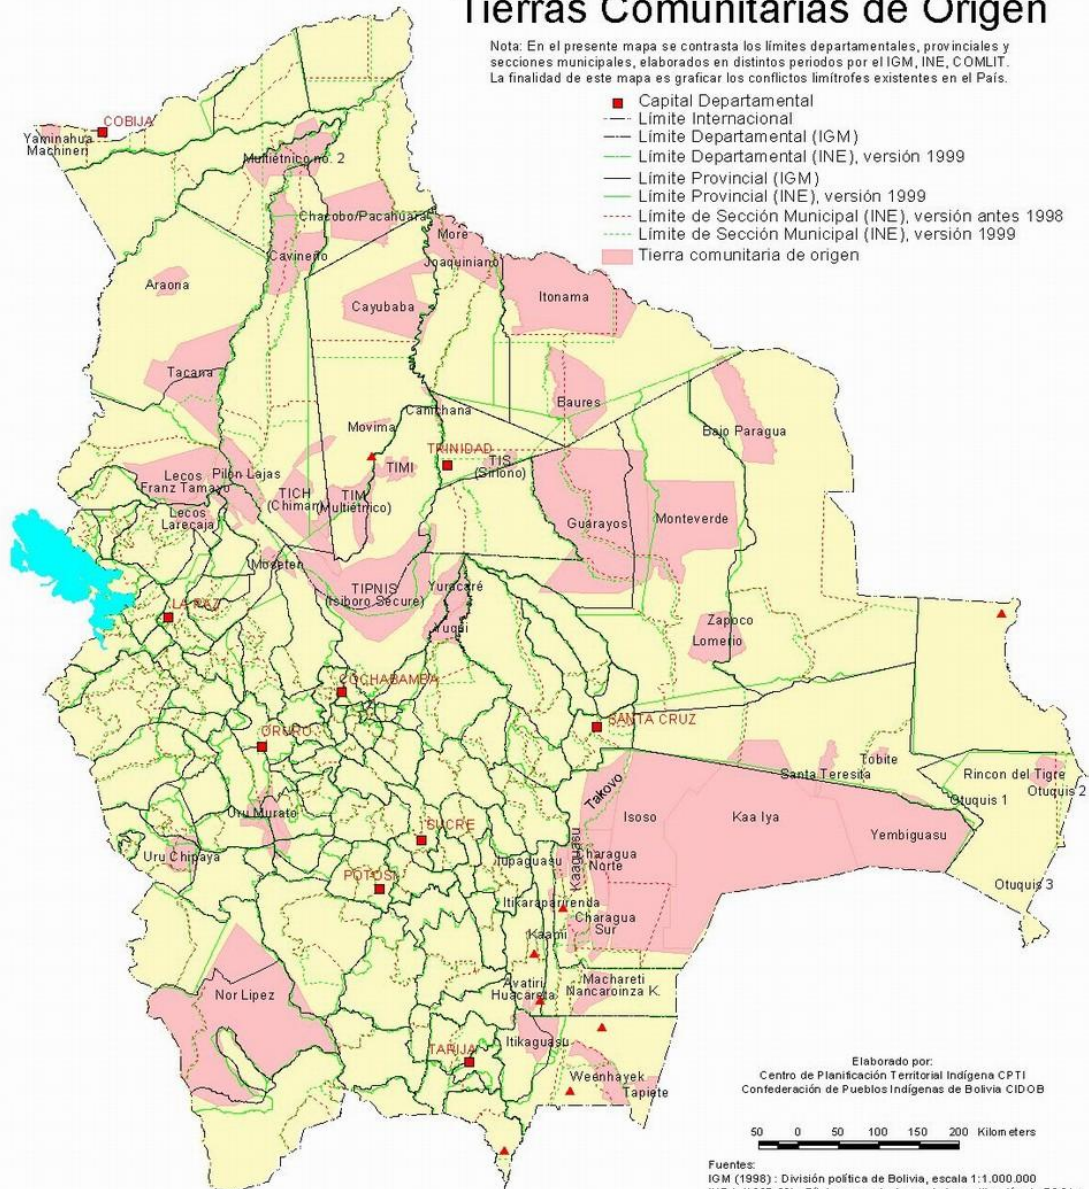 Tierras Comunitarias de Origen
Nota: En el presente mapa se contrasta los límites departamentales, provinciales y
secciones municipales, elaborados en distintos periodos por el IGM, INE, COMLIT.
La finalidad de este mapa es graficar los conflictos limítrofes existentes en el País.
Capital Departamental
Límite Internacional
Límite Departamental (IGM)
Límite Departamental (INE), versión 1999
Límite Provincial (IGM)
Límite Provincial (INE), versión 1999
Límite de Sección Municipal (INE), versión antes 1998
Límite de Sección Municipal (INE), versión 1999
Tierra comunitaria de origen
COBIJA
Yaminahua
Machineri
Multiétnico no. 2
Chacobo/Pacahuara
Moré
Cavineño
Joaquiniano
Araona
Cayubaba
Itonama
Tacana
Baures
Canichana
Movima
Bajo Paragua
TRINIDAD
TIMI
TIS
(Siriono)
Lecos
Franz Tamayo
Pilón Lajas
TICH
(Chiman)
TIM
(Multiétnico)
Lecos
Larecaja
Guarayos
Monteverde
Moseten
TIPNIS
(Isiboro Sécure)
Yuracaré
Yuqui
LA PAZ
Zapoco
Lomerio
COCHABAMBA
SANTA CRUZ
ORURO
Tobite
Santa Teresita
Rincon del Tigre
Otuquis 1
Otuquis 2
Takovo
Isoso
Kaa Iya
Yembiguasu
Uru Murato
SUCRE
Kaaguasu
Uru Chipaya
Iupaguasu
Charagua
Norte
POTOSI
Otuquis 3
Itikaraparirenda
Charagua
Sur
Kaami
Avatiri
Huacareta
Machareti
Nancaroinza K.
Nor Lipez
Itikaguasu
TARIJA
Weenhayek
Tapiete
Elaborado por:
Centro de Planificación Territorial Indígena CPTI
Confederación de Pueblos Indígenas de Bolivia CIDOB
50 0 50 100 150 200 Kilometers
Fuentes:
IGM (1998) : División política de Bolivia, escala 1:1.000.000